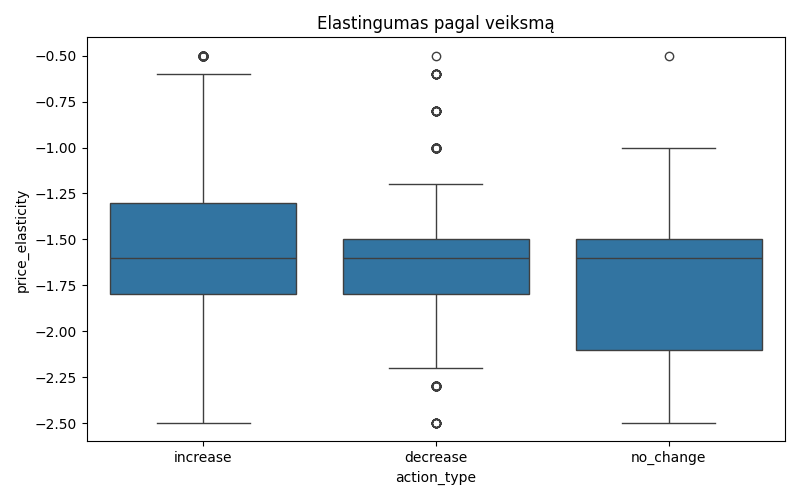 Elastingumas pagal veiksmą
price_elasticity
−0.50
−0.75
−1.00
−1.25
−1.50
−1.75
−2.00
−2.25
−2.50
increase
decrease
no_change
action_type